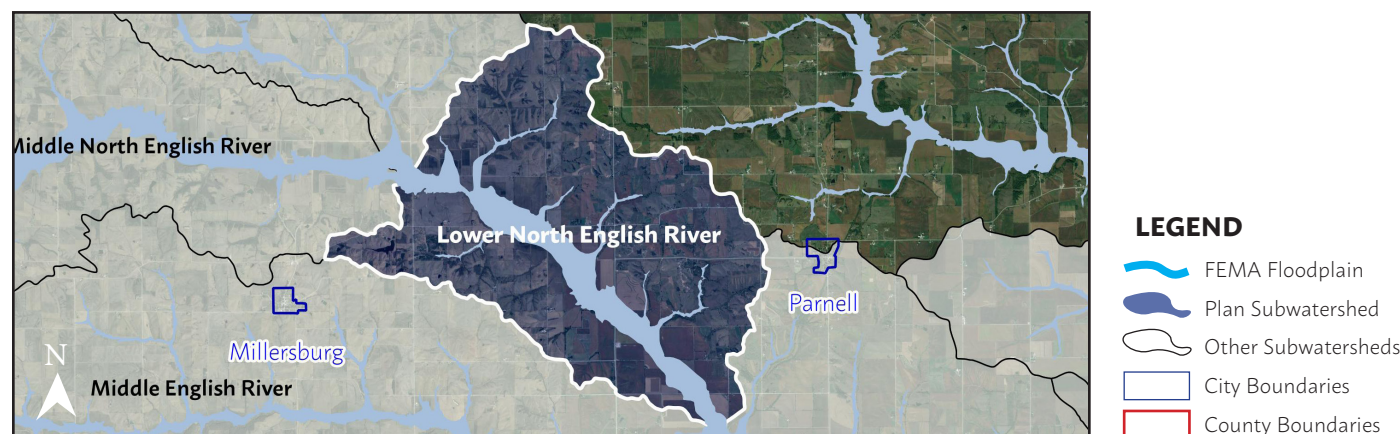 Middle North English River
Lower North English River
Parnell
Millersburg
N
Middle English River
LEGEND
FEMA Floodplain
Plan Subwatershed
Other Subwatersheds
City Boundaries
County Boundaries